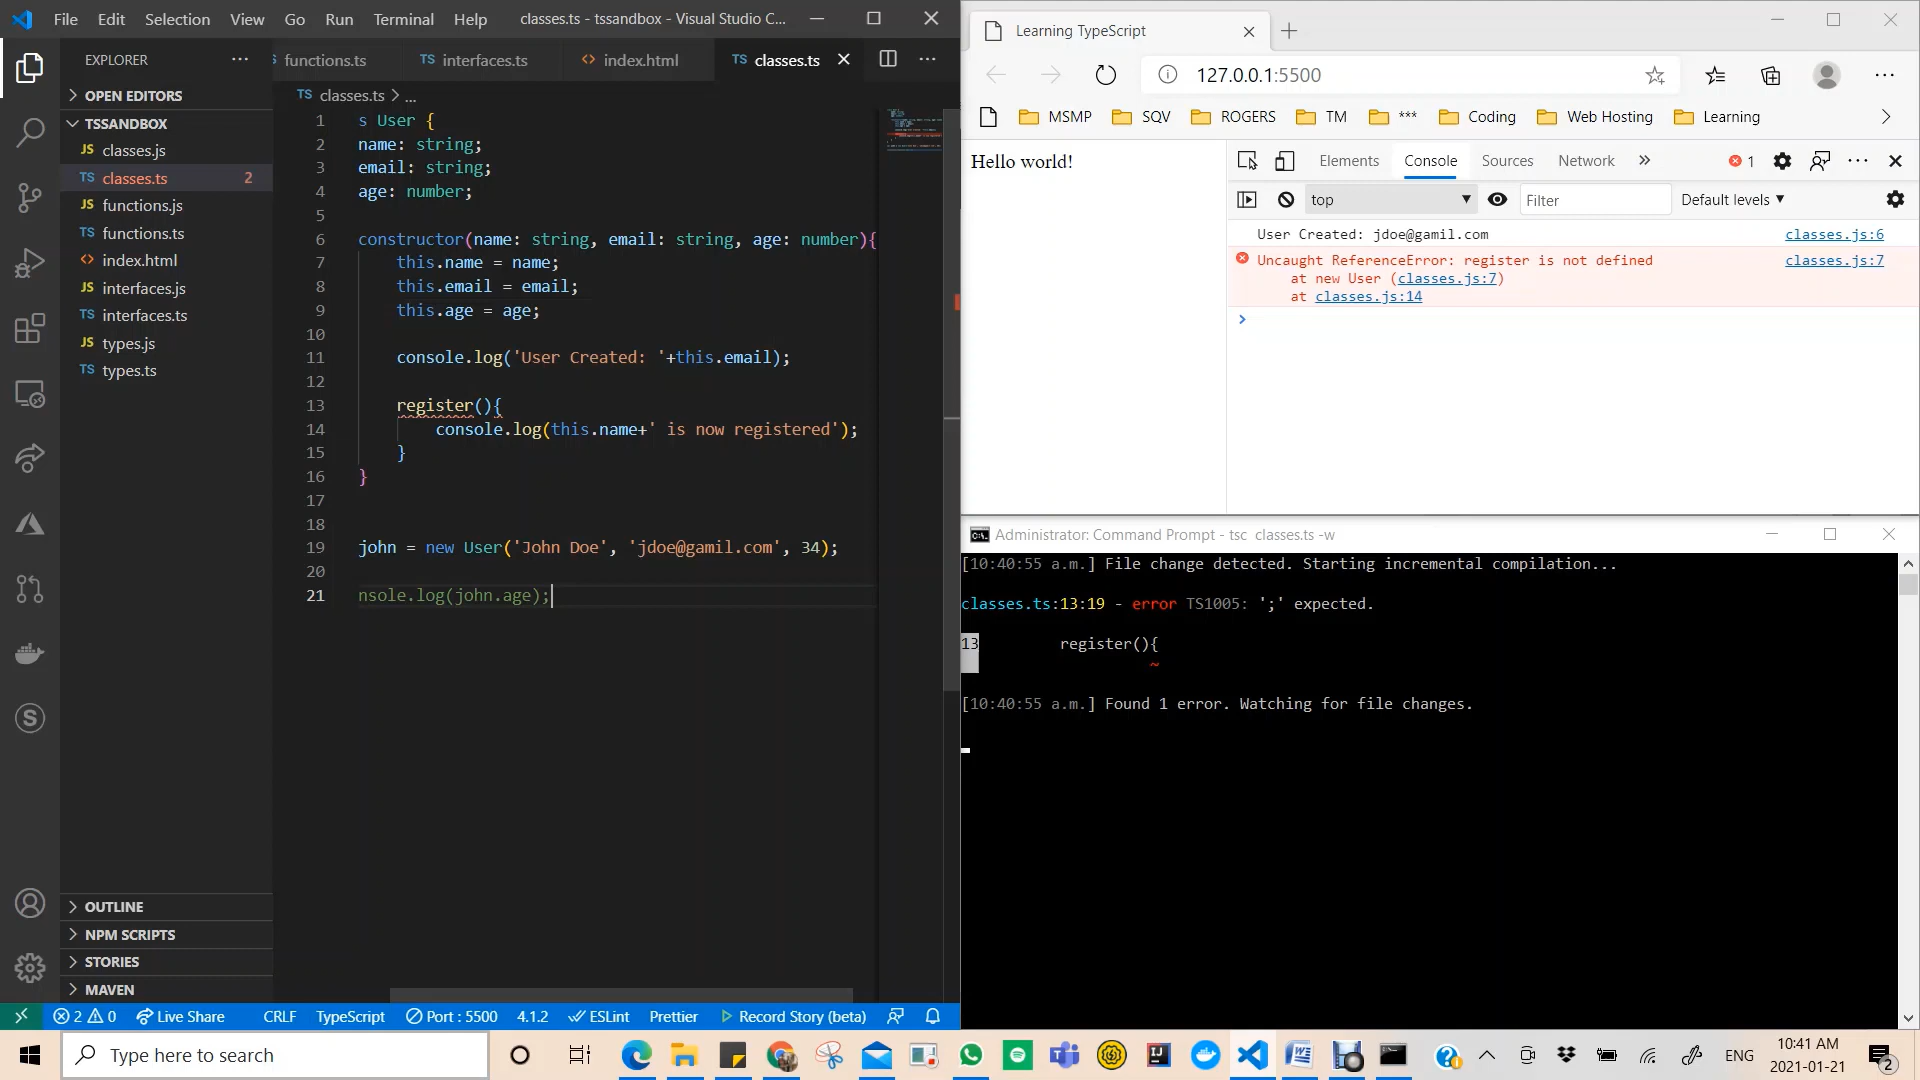 File Edit Selection View Go Run Terminal Help classes.ts - tssandbox - Visual Studio C...
EXPLORER
functions.ts
TS interfaces.ts
<> index.html
TS classes.ts
OPEN EDITORS
TSSANDBOX
JS classes.js
TS classes.ts 2
JS functions.js
TS functions.ts
<> index.html
JS interfaces.js
TS interfaces.ts
JS types.js
TS types.ts
OUTLINE
NPM SCRIPTS
STORIES
MAVEN
TS classes.ts > ...
1 s User {
2 name: string;
3 email: string;
4 age: number;
5
6 constructor(name: string, email: string, age: number){
7 this.name = name;
8 this.email = email;
9 this.age = age;
10
11 console.log('User Created: '+this.email);
12
13 register(){
14 console.log(this.name+' is now registered');
15 }
16 }
17
18
19 john = new User('John Doe', 'jdoe@gamil.com', 34);
20
21 nsole.log(john.age);
2 0 Live Share CRLF TypeScript Port : 5500 4.1.2 ESLint Prettier Record Story (beta)
Learning TypeScript
127.0.0.1:5500
MSMP SQV ROGERS TM *** Coding Web Hosting Learning
Hello world!
Elements Console Sources Network 1
top Filter Default levels
User Created: jdoe@gamil.com classes.js:6
Uncaught ReferenceError: register is not defined classes.js:7
at new User (classes.js:7)
at classes.js:14
Administrator: Command Prompt - tsc classes.ts -w
[10:40:55 a.m.] File change detected. Starting incremental compilation...
classes.ts:13:19 - error TS1005: ';' expected.
13 register(){
~
[10:40:55 a.m.] Found 1 error. Watching for file changes.
Type here to search
ENG
10:41 AM
2021-01-21
2